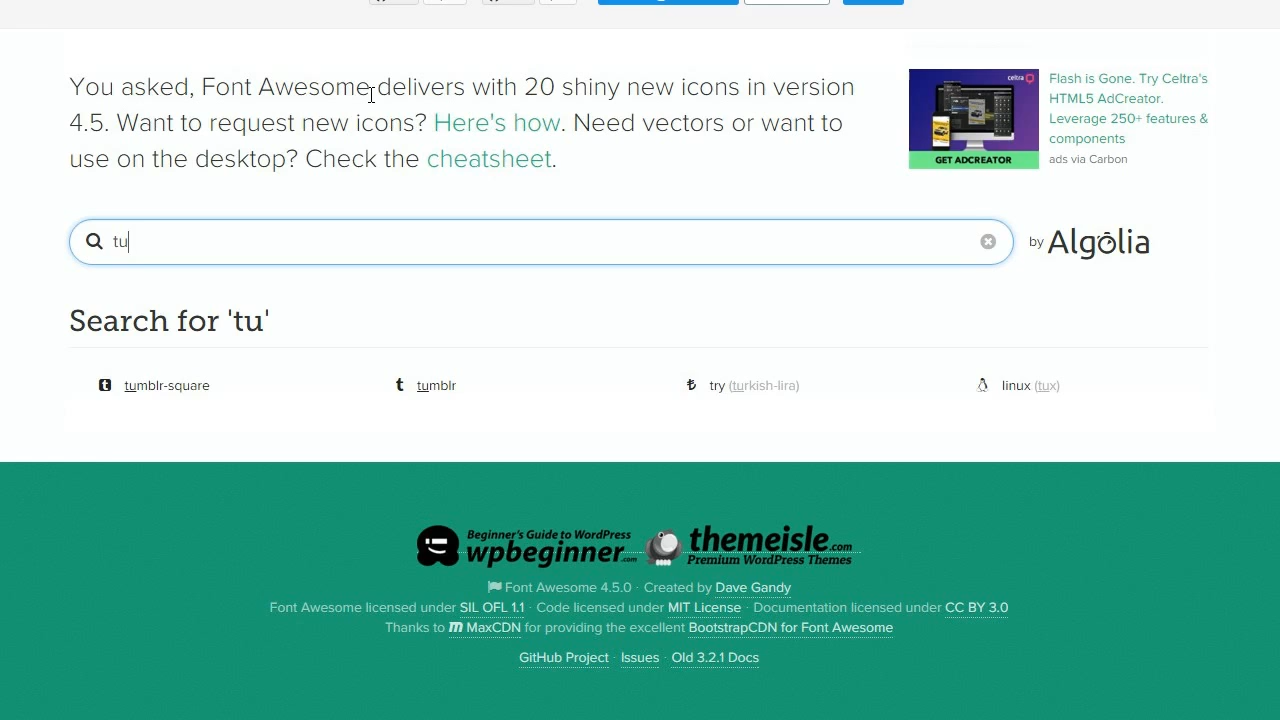 You asked, Font Awesome delivers with 20 shiny new icons in version
4.5. Want to request new icons? Here's how. Need vectors or want to
use on the desktop? Check the cheatsheet.
celtra
GET ADCREATOR
Flash is Gone. Try Celtra's
HTML5 AdCreator.
Leverage 250+ features &
components
ads via Carbon
tu
by Algolia
Search for 'tu'
tumblr-square
tumblr
try (turkish-lira)
linux (tux)
Beginner's Guide to WordPress
wpbeginner.com
themeisle.com
Premium WordPress Themes
Font Awesome 4.5.0 · Created by Dave Gandy
Font Awesome licensed under SIL OFL 1.1 · Code licensed under MIT License · Documentation licensed under CC BY 3.0
Thanks to MaxCDN for providing the excellent BootstrapCDN for Font Awesome
GitHub Project · Issues · Old 3.2.1 Docs